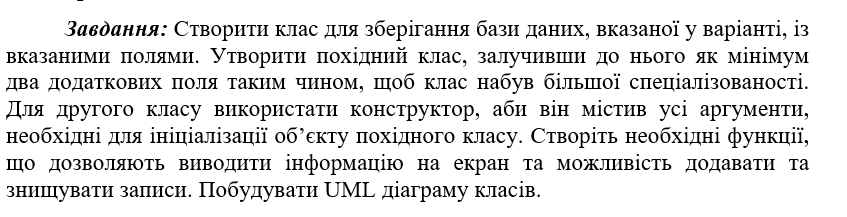 Завдання: Створити клас для зберігання бази даних, вказаної у варіанті, із
вказаними полями. Утворити похідний клас, залучивши до нього як мінімум
два додаткових поля таким чином, щоб клас набув більшої спеціалізованості.
Для другого класу використати конструктор, аби він містив усі аргументи,
необхідні для ініціалізації об’єкту похідного класу. Створіть необхідні функції,
що дозволяють виводити інформацію на екран та можливість додавати та
знищувати записи. Побудувати UML діаграму класів.